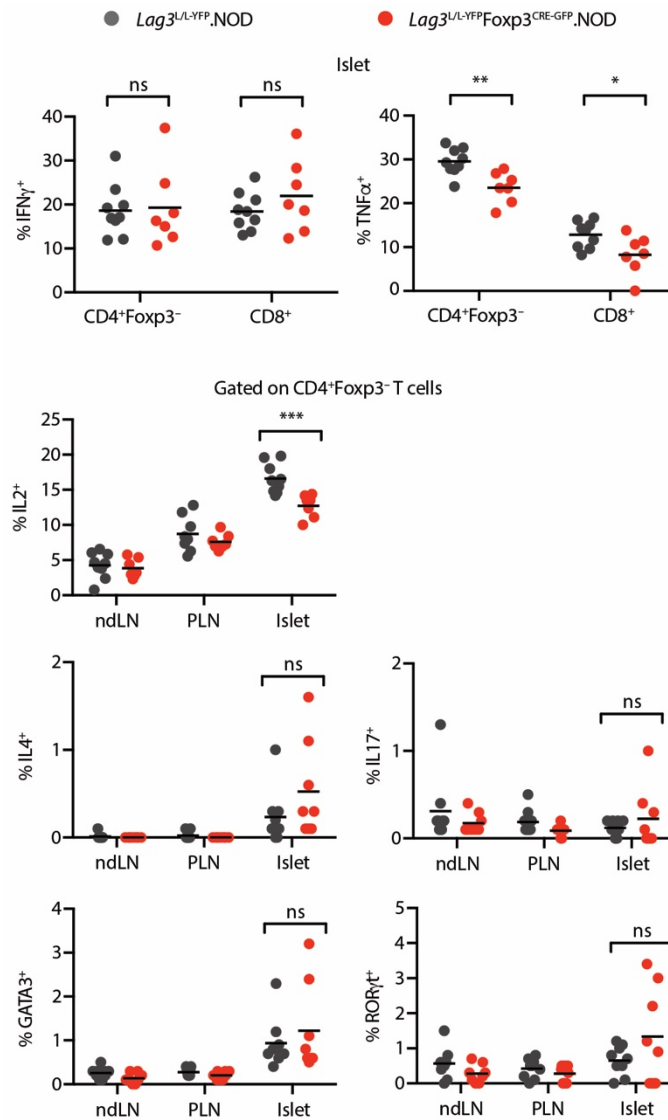 Lag3L/L-YFP.NOD
Lag3L/L-YFPFoxp3CRE-GFP.NOD
Islet
ns
ns
% IFNγ+
40
30
20
10
0
CD4+Foxp3−
CD8+
**
*
% TNFα+
40
30
20
10
0
CD4+Foxp3−
CD8+
Gated on CD4+Foxp3− T cells
***
% IL2+
25
20
15
10
5
0
ndLN
PLN
Islet
ns
% IL4+
2
1
0
ndLN
PLN
Islet
ns
% IL17+
2
1
0
ndLN
PLN
Islet
ns
% GATA3+
4
3
2
1
0
ndLN
PLN
Islet
ns
% RORγt+
5
4
3
2
1
0
ndLN
PLN
Islet